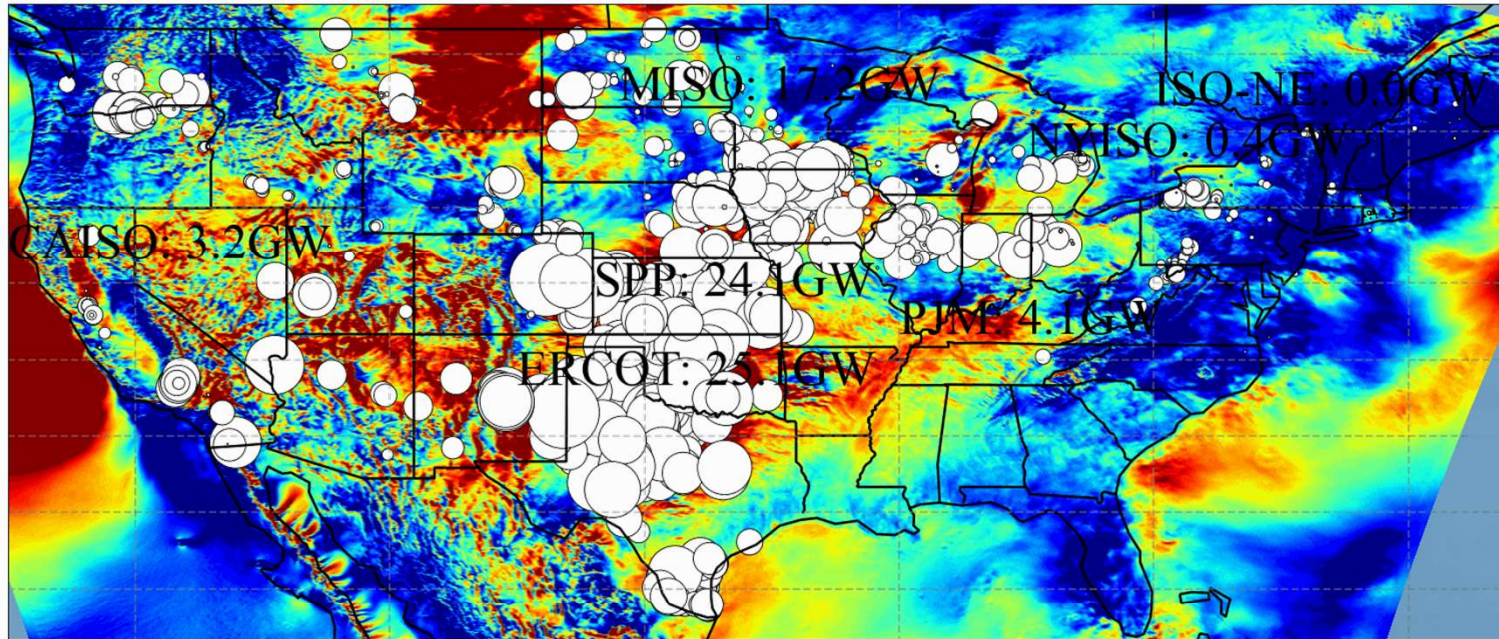 MISO: 17.2GW
ISO-NE: 0.0GW
NYISO: 0.4GW
CAISO: 3.2GW
SPP: 24.1GW
PJM: 4.1GW
ERCOT: 25.1GW